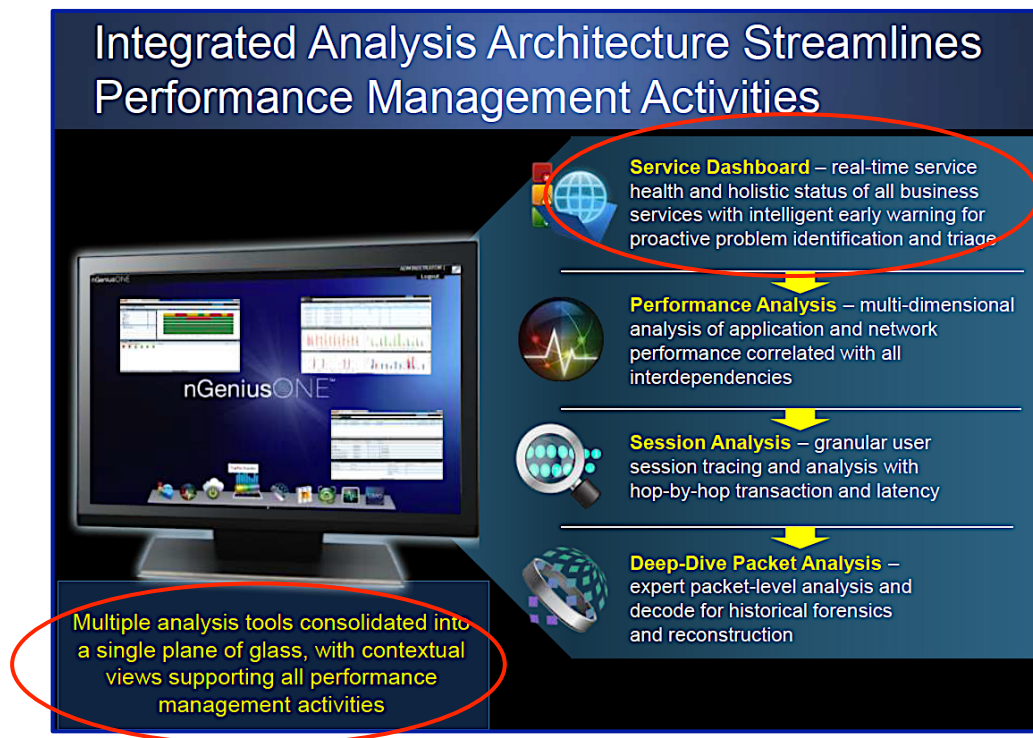 Integrated Analysis Architecture Streamlines
Performance Management Activities
nGeniusONE
ADMINISTRATOR |
Logout
nGeniusONE™
Service Dashboard – real-time service
health and holistic status of all business
services with intelligent early warning for
proactive problem identification and triage
Performance Analysis – multi-dimensional
analysis of application and network
performance correlated with all
interdependencies
Session Analysis – granular user
session tracing and analysis with
hop-by-hop transaction and latency
Deep-Dive Packet Analysis –
expert packet-level analysis and
decode for historical forensics
and reconstruction
Multiple analysis tools consolidated into
a single plane of glass, with contextual
views supporting all performance
management activities